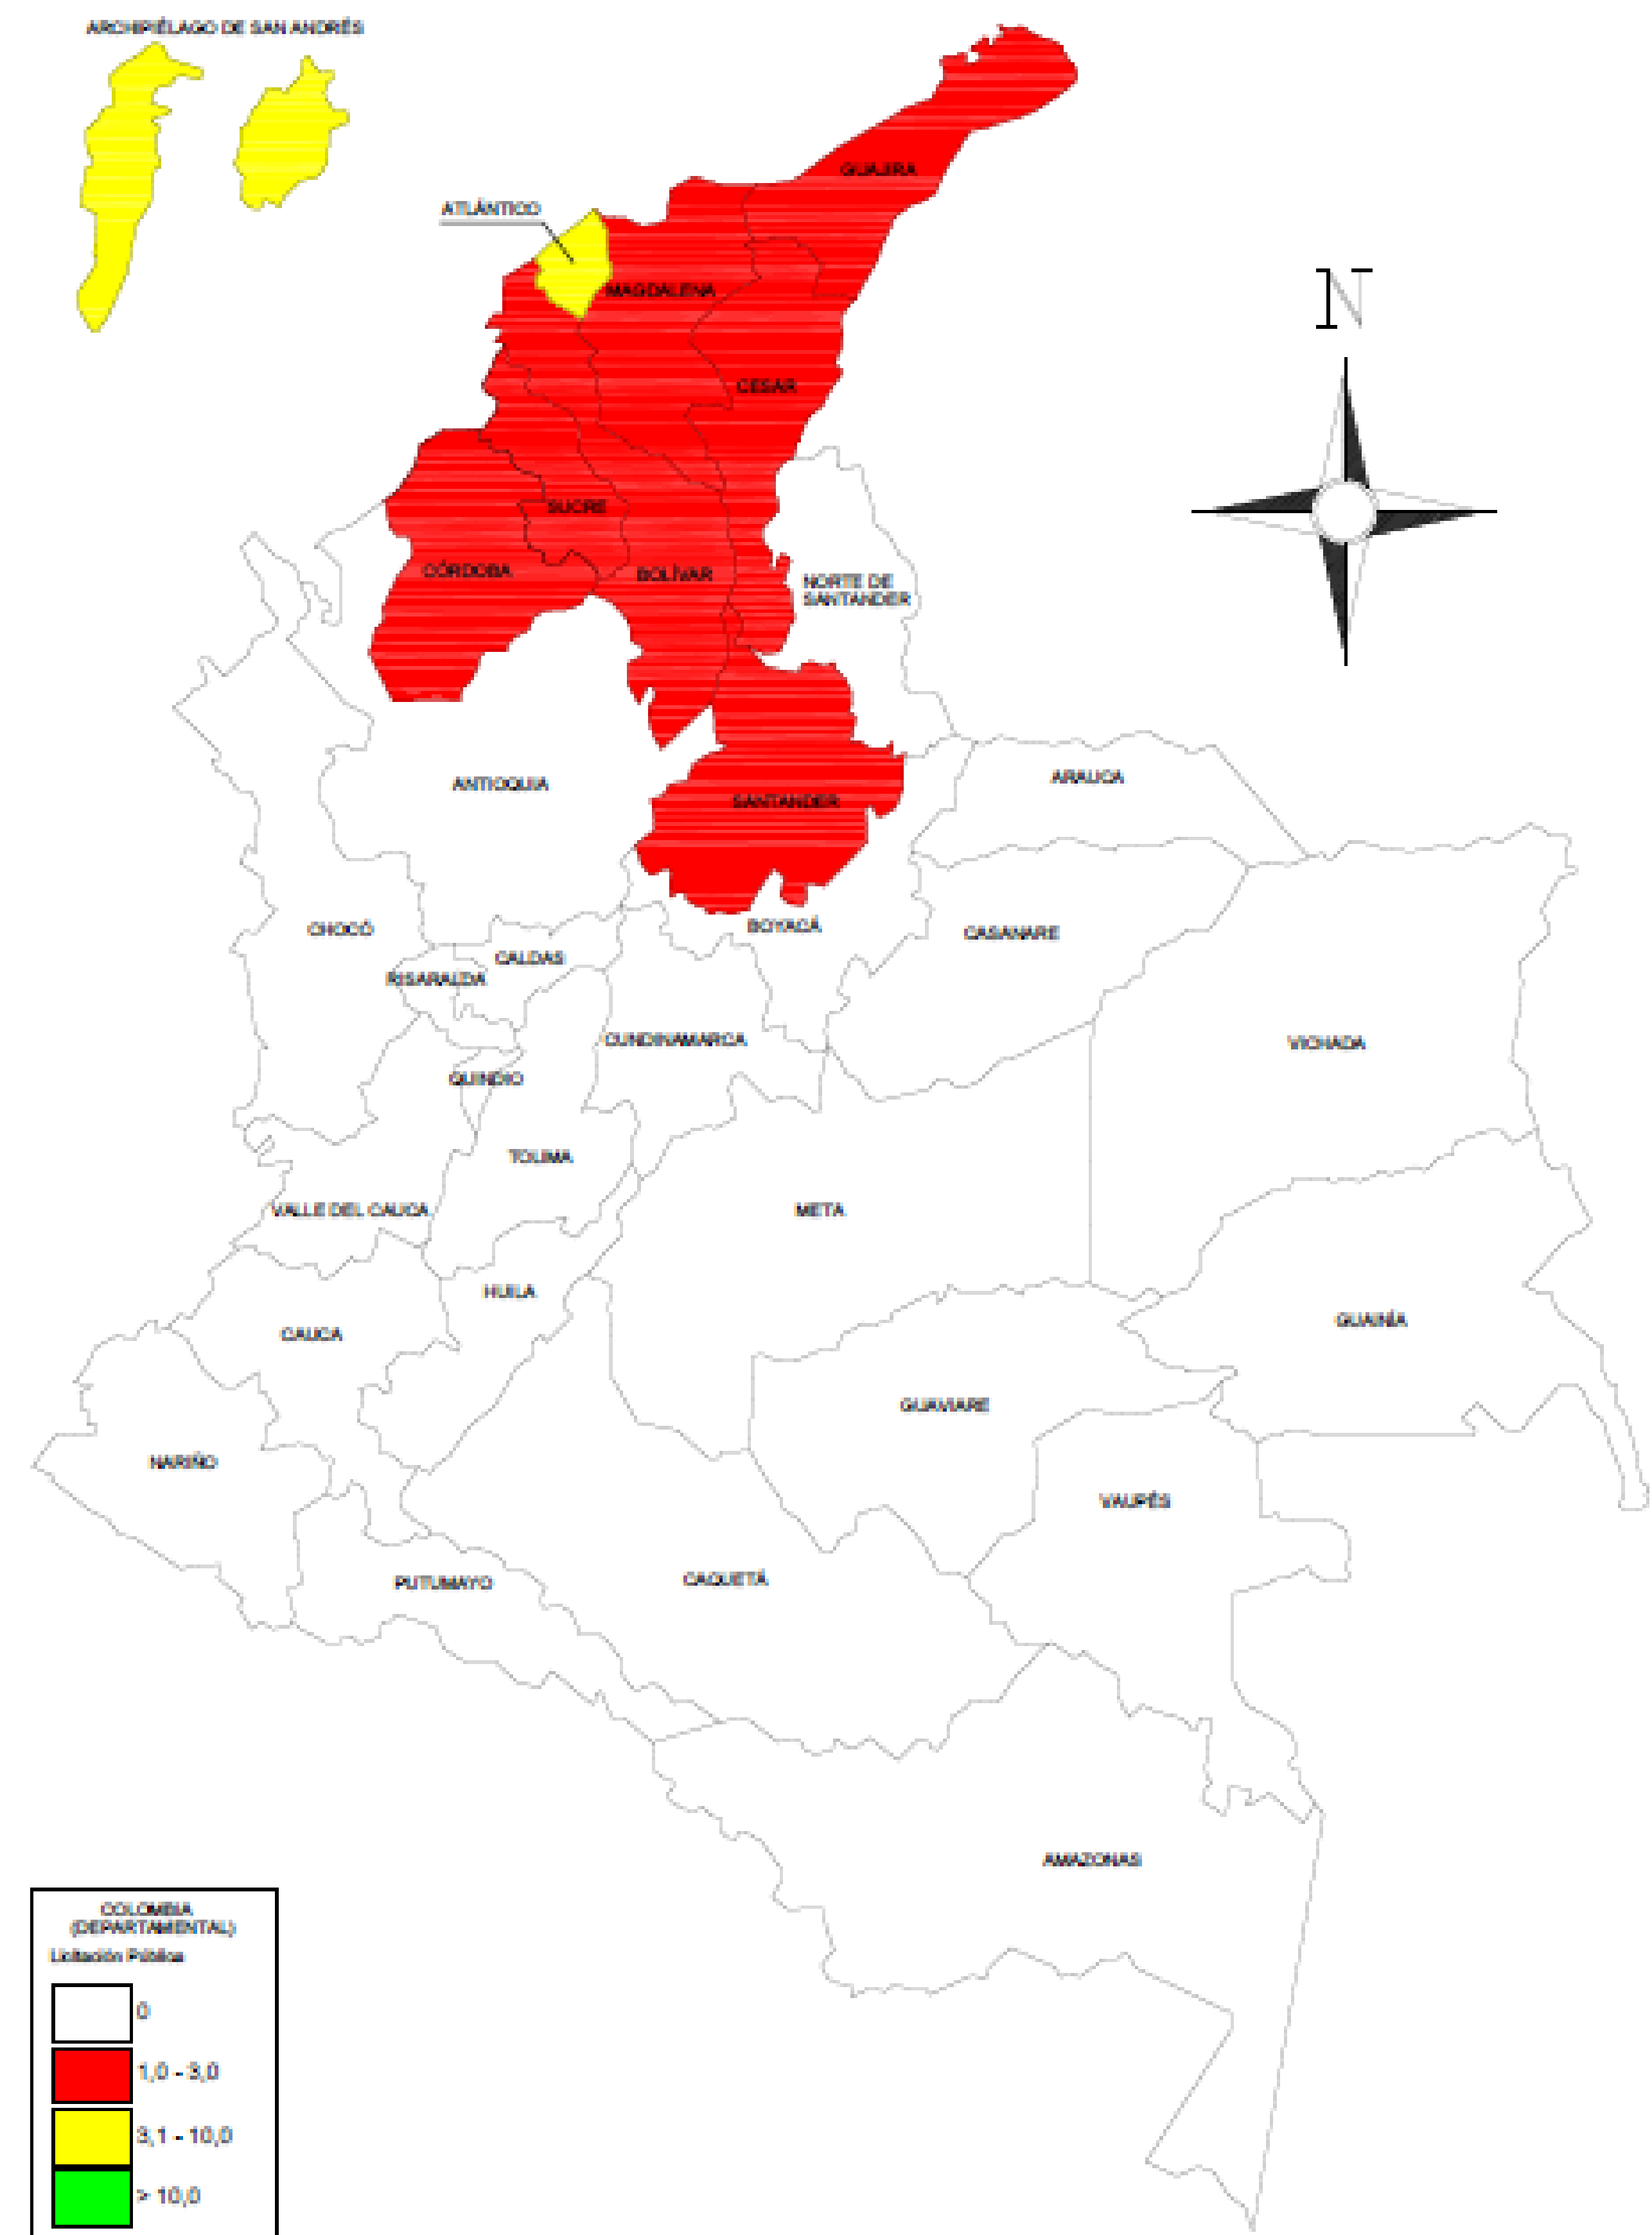 ARCHIPIÉLAGO DE SAN ANDRÉS
GUAJIRA
ATLÁNTICO
MAGDALENA
N
CESAR
SUCRE
CÓRDOBA
BOLÍVAR
NORTE DE
SANTANDER
ANTIOQUIA
ARAUCA
SANTANDER
CHOCÓ
BOYACÁ
CASANARE
CALDAS
RISARALDA
CUNDINAMARCA
VICHADA
QUINDIO
TOLIMA
VALLE DEL CAUCA
META
HUILA
CAUCA
GUAINÍA
GUAVIARE
NARIÑO
VAUPÉS
PUTUMAYO
CAQUETÁ
AMAZONAS
COLOMBIA
(DEPARTAMENTAL)
Licitación Pública
0
1,0 - 3,0
3,1 - 10,0
> 10,0